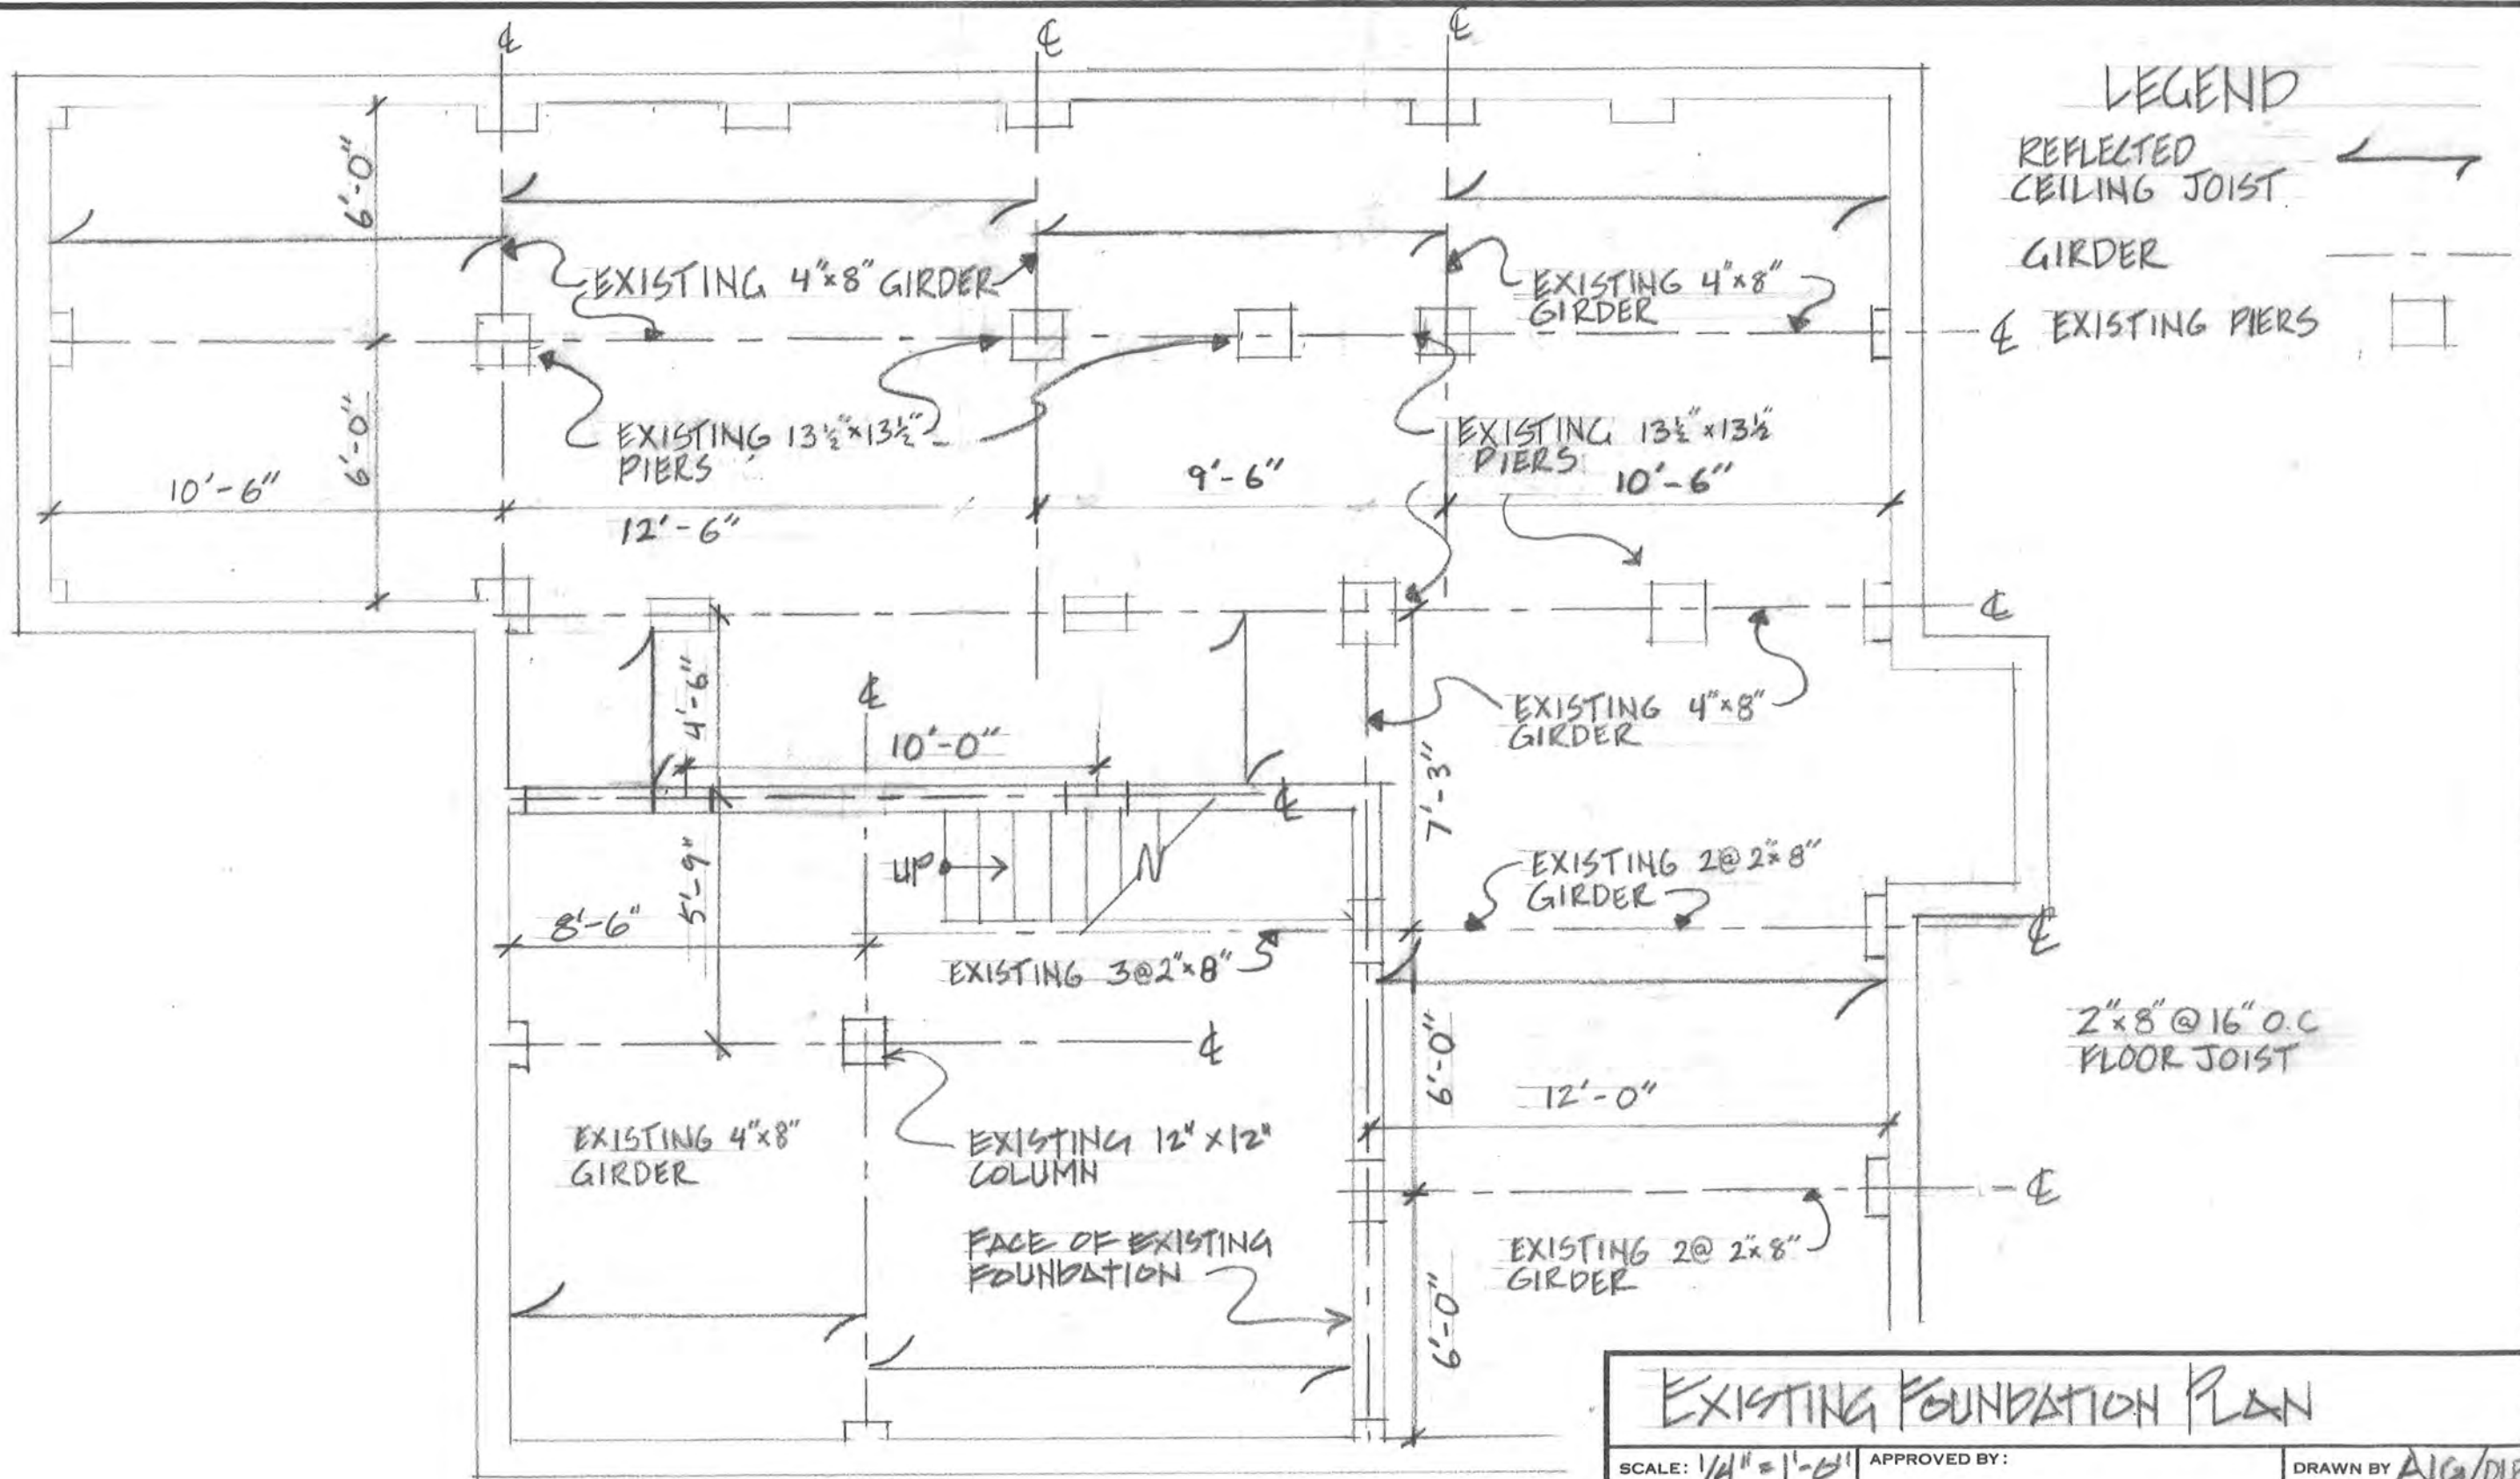 ℄
℄
℄
LEGEND
REFLECTED
CEILING JOIST
GIRDER
℄ EXISTING PIERS
6'-0"
EXISTING 4"x8" GIRDER
EXISTING 4"x8"
GIRDER
6'-0"
EXISTING 13½"x13½"
PIERS
EXISTING 13½"x13½
PIERS
10'-6"
12'-6"
9'-6"
10'-6"
℄
4'-6"
℄
10'-0"
EXISTING 4"x8"
GIRDER
7'-3"
℄
UP
5'-9"
8'-6"
EXISTING 3@2"x8"
EXISTING 2@2"x8"
GIRDER
℄
℄
2"x8"@16" O.C
FLOOR JOIST
6'-0"
12'-0"
EXISTING 4"x8"
GIRDER
EXISTING 12"x12"
COLUMN
℄
FACE OF EXISTING
FOUNDATION
EXISTING 2@ 2"x8"
GIRDER
6'-0"
EXISTING FOUNDATION PLAN
SCALE: 1/4" = 1'-0"
APPROVED BY:
DRAWN BY